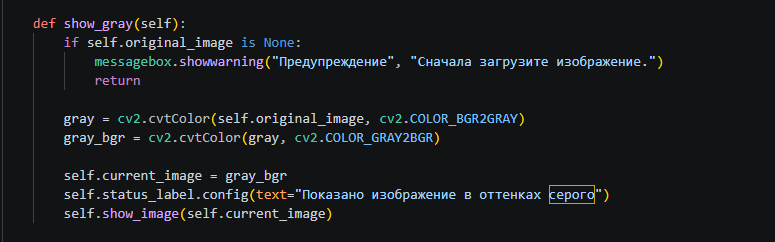 def show_gray(self):
    if self.original_image is None:
        messagebox.showwarning("Предупреждение", "Сначала загрузите изображение.")
        return
    gray = cv2.cvtColor(self.original_image, cv2.COLOR_BGR2GRAY)
    gray_bgr = cv2.cvtColor(gray, cv2.COLOR_GRAY2BGR)
    self.current_image = gray_bgr
    self.status_label.config(text="Показано изображение в оттенках серого")
    self.show_image(self.current_image)